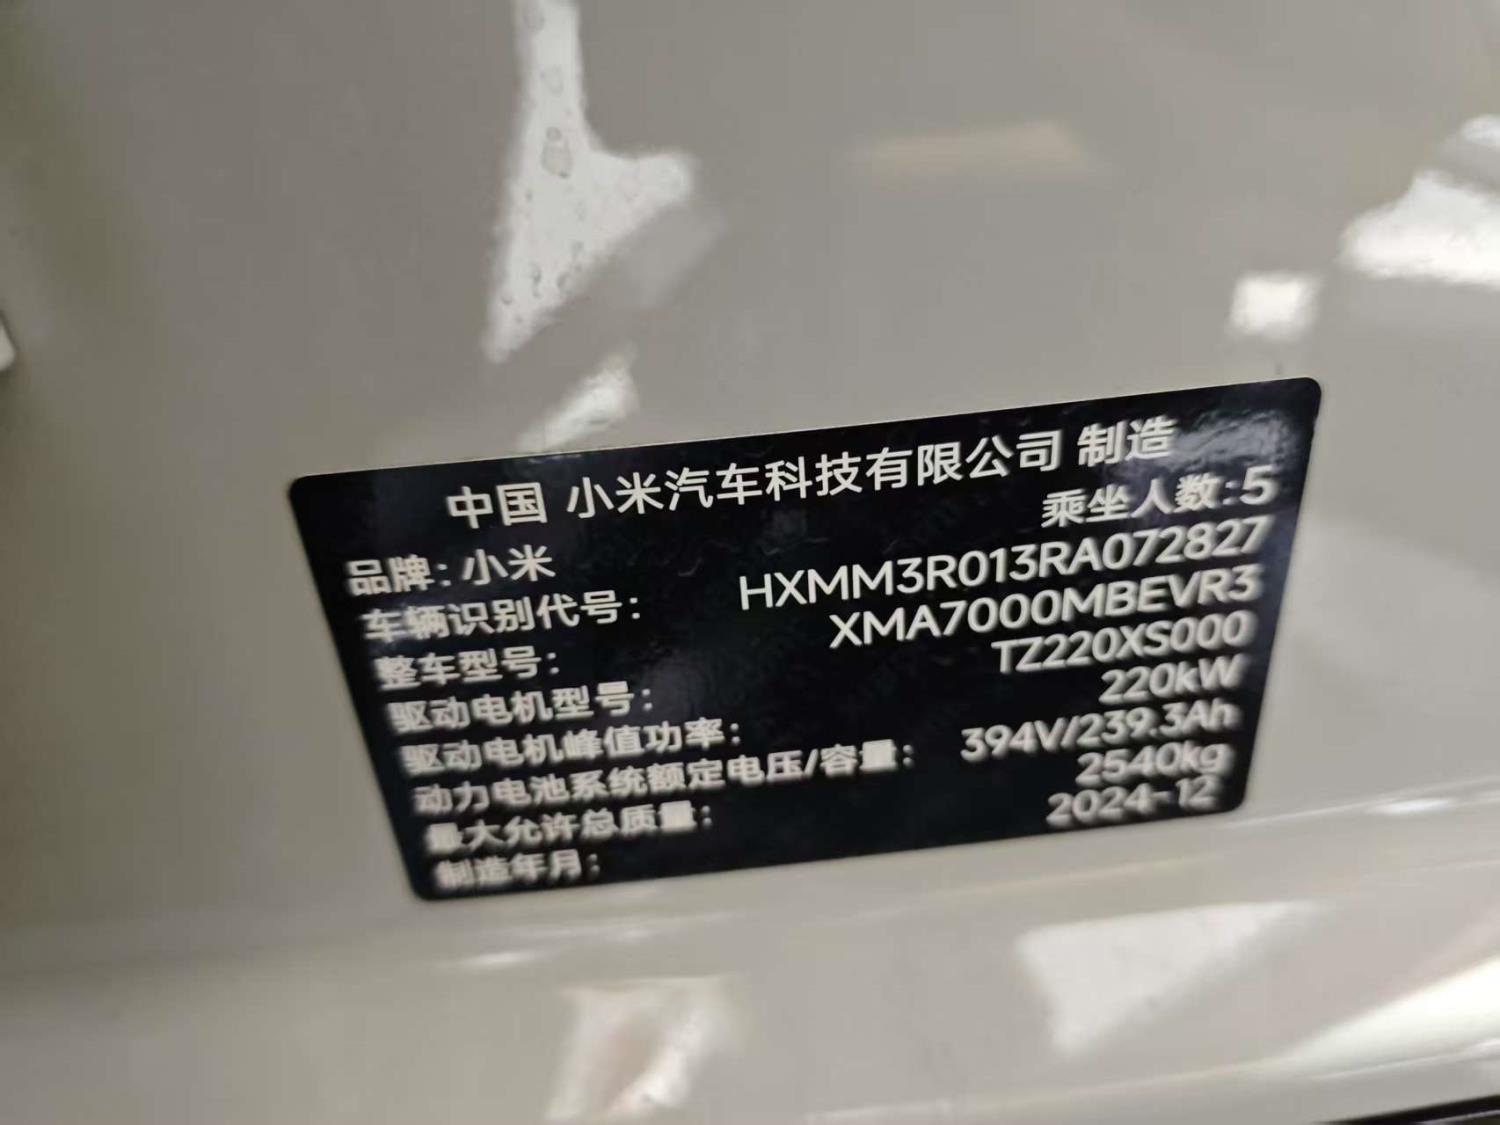 中国 小米汽车科技有限公司 制造
品牌: 小米 乘坐人数: 5
车辆识别代号: HXMM3R013RA072827
整车型号: XMA7000MBEVR3
驱动电机型号: TZ220XS000
驱动电机峰值功率: 220kW
动力电池系统额定电压/容量: 394V/239.3Ah
最大允许总质量: 2540kg
制造年月: 2024-12